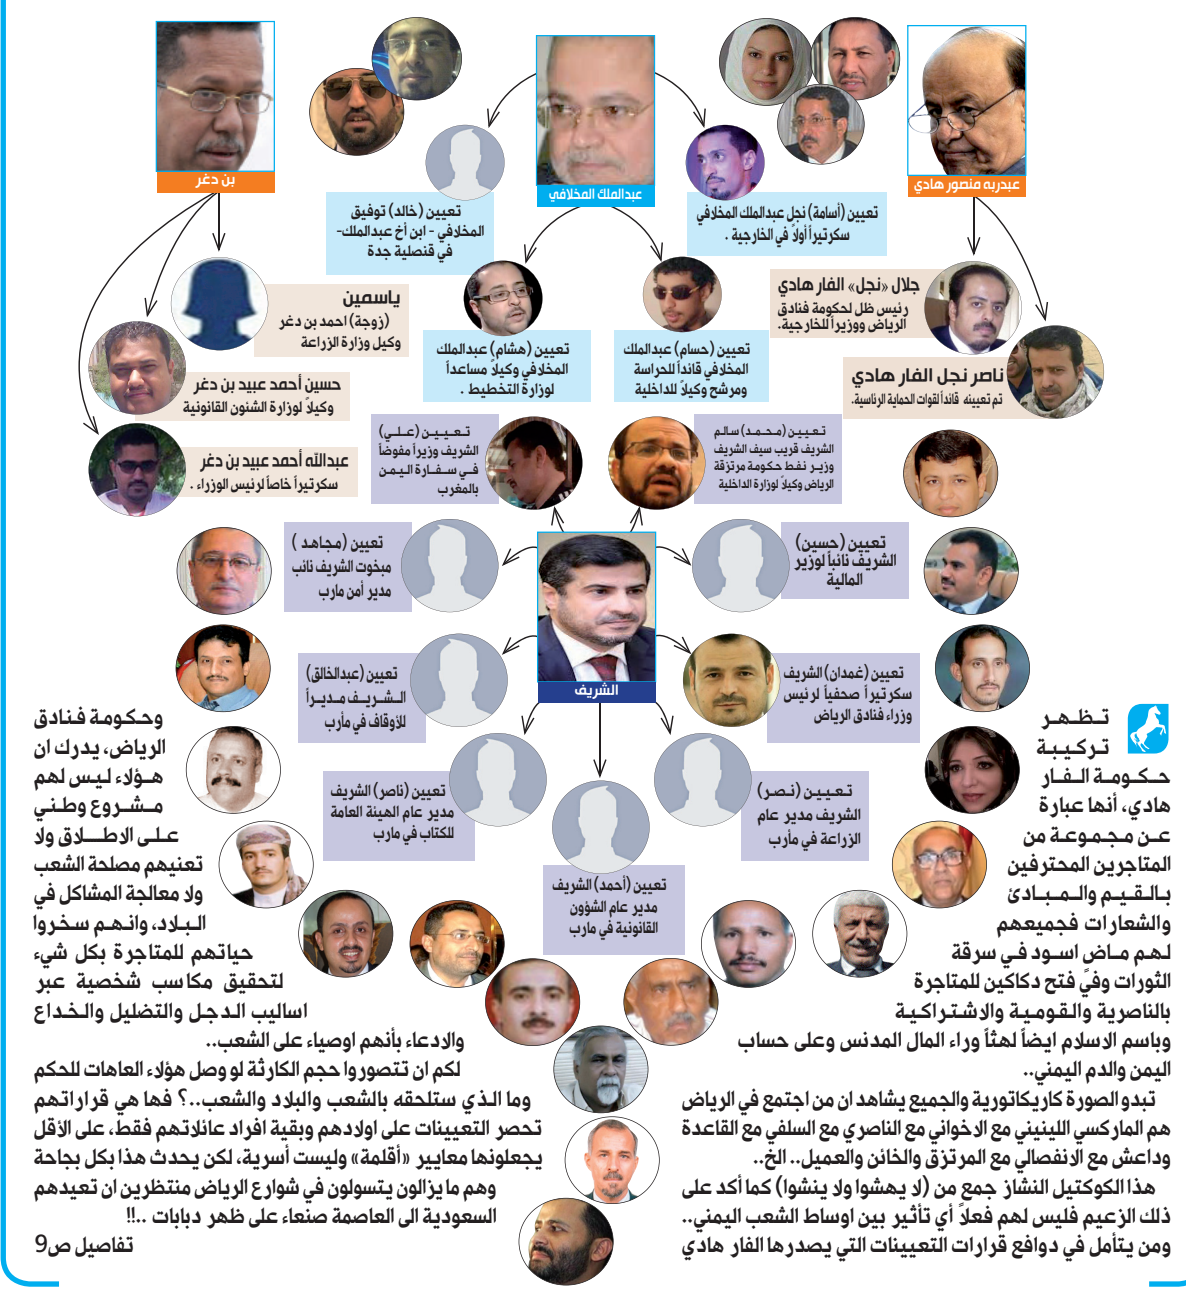 عبدربه منصور هادي
عبدالملك المخلافي
بن دغر
تعيين (أسامة) نجل عبدالملك المخلافي
سكرتيراً أولاً في الخارجية .
تعيين (خالد) توفيق
المخلافي - ابن أخ عبدالملك-
في قنصلية جدة
جلال «نجل» الفار هادي
رئيس ظل لحكومة فنادق
الرياض ووزيراً للخارجية.
ناصر نجل الفار هادي
تم تعيينه قائداً لقوات الحماية الرئاسية.
تعيين (حسام) عبدالملك
المخلافي قائداً للحراسة
ومرشح وكيلاً للداخلية
تعيين (هشام) عبدالملك
المخلافي وكيلاً مساعداً
لوزارة التخطيط .
ياسمين
(زوجة) احمد بن دغر
وكيل وزارة الزراعة
حسين أحمد عبيد بن دغر
وكيلاً لوزارة الشئون القانونية
عبدالله أحمد عبيد بن دغر
سكرتيراً خاصاً لرئيس الوزراء .
تعيين (محمد) سالم
الشريف قريب سيف الشريف
وزير نفط حكومة مرتزقة
الرياض وكيلاً لوزارة الداخلية
تعيين (علي)
الشريف وزيراً مفوضاً
في سفارة اليمن
بالمغرب
تعيين (حسين)
الشريف نائباً لوزير
المالية
تعيين (مجاهد )
مبخوت الشريف نائب
مدير أمن مارب
الشريف
تعيين (غمدان) الشريف
سكرتيراً صحفياً لرئيس
وزراء فنادق الرياض
تعيين (عبدالخالق)
الشريف مديراً
للأوقاف في مأرب
تعيين (نصر)
الشريف مدير عام
الزراعة في مأرب
تعيين (ناصر) الشريف
مدير عام الهيئة العامة
للكتاب في مارب
تعيين (أحمد) الشريف
مدير عام الشؤون
القانونية في مارب
تظهر
تركيبة
حكومة الفار
هادي، أنها عبارة
عن مجموعة من
المتاجرين المحترفين
بالقيم والمبادئ
والشعارات فجميعهم
لهم ماضٍ اسود في سرقة
الثورات وفي فتح دكاكين للمتاجرة
بالناصرية والقومية والاشتراكية
وباسم الاسلام ايضاً لهثاً وراء المال المدنس وعلى حساب
اليمن والدم اليمني..
تبدو الصورة كاريكاتورية والجميع يشاهد ان من اجتمع في الرياض
هم الماركسي اللينيني مع الاخواني مع الناصري مع السلفي مع القاعدة
وداعش مع الانفصالي مع المرتزق والخائن والعميل.. الخ..
هذا الكوكتيل النشاز جمع من (لا يهشوا ولا ينشوا) كما أكد على
ذلك الزعيم فليس لهم فعلاً أي تأثير بين اوساط الشعب اليمني..
ومن يتأمل في دوافع قرارات التعيينات التي يصدرها الفار هادي
وحكومة فنادق
الرياض، يدرك ان
هؤلاء ليس لهم
مشروع وطني
على الاطلاق ولا
تعنيهم مصلحة الشعب
ولا معالجة المشاكل في
البلاد، وانهم سخروا
حياتهم للمتاجرة بكل شيء
لتحقيق مكاسب شخصية عبر
اساليب الدجل والتضليل والخداع
والادعاء بأنهم اوصياء على الشعب..
لكم ان تتصوروا حجم الكارثة لو وصل هؤلاء العاهات للحكم
وما الذي ستلحقه بالشعب والبلاد والشعب..؟ فها هي قراراتهم
تحصر التعيينات على اولادهم وبقية افراد عائلاتهم فقط، على الأقل
يجعلونها معايير «أقلمة» وليست أسرية، لكن يحدث هذا بكل بجاحة
وهم ما يزالون يتسولون في شوارع الرياض منتظرين ان تعيدهم
السعودية الى العاصمة صنعاء على ظهر دبابات ..!!
تفاصيل ص9